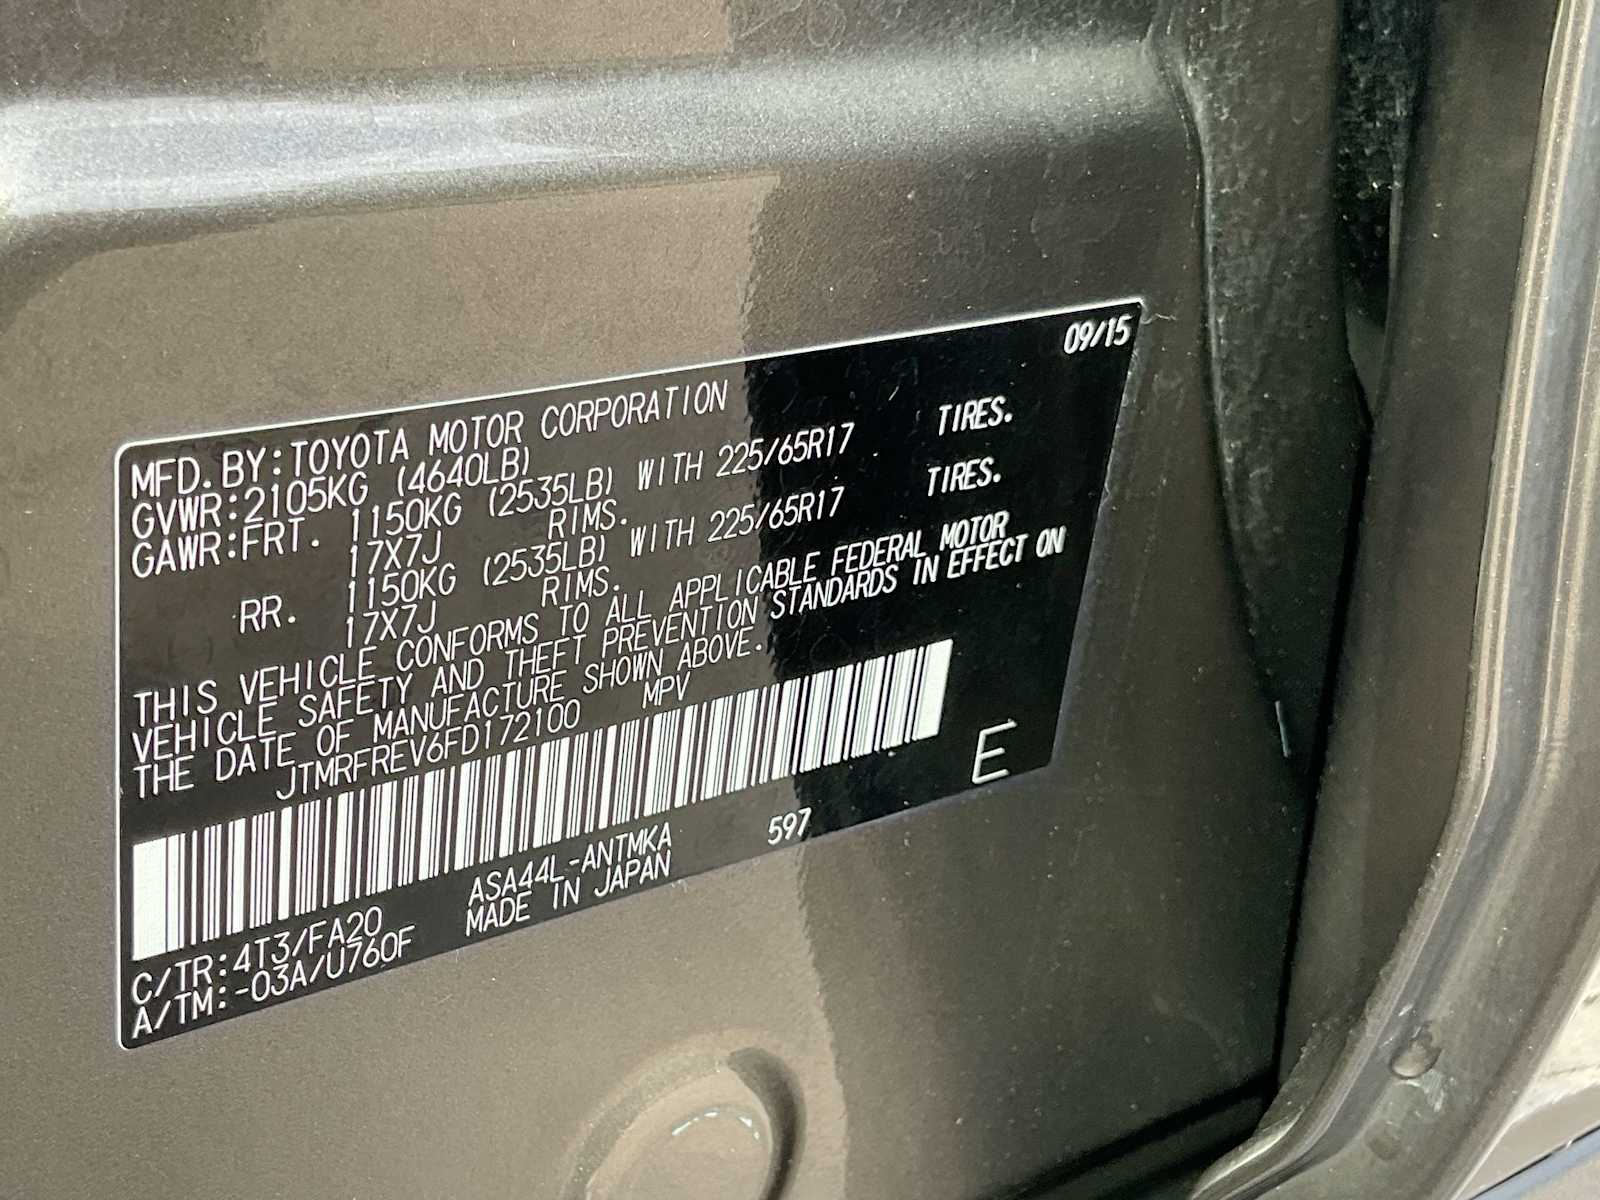 09/15
MFD.BY:TOYOTA MOTOR CORPORATION
GVWR:2105KG (4640LB)
GAWR:FRT. 1150KG (2535LB) WITH 225/65R17 TIRES.
17X7J RIMS.
RR. 1150KG (2535LB) WITH 225/65R17 TIRES.
17X7J RIMS.
THIS VEHICLE CONFORMS TO ALL APPLICABLE FEDERAL MOTOR
VEHICLE SAFETY AND THEFT PREVENTION STANDARDS IN EFFECT ON
THE DATE OF MANUFACTURE SHOWN ABOVE.
JTMRFREV6FD172100 MPV
E
ASA44L-ANTMKA 597
C/TR:4T3/FA20 MADE IN JAPAN
A/TM:-03A/U760F